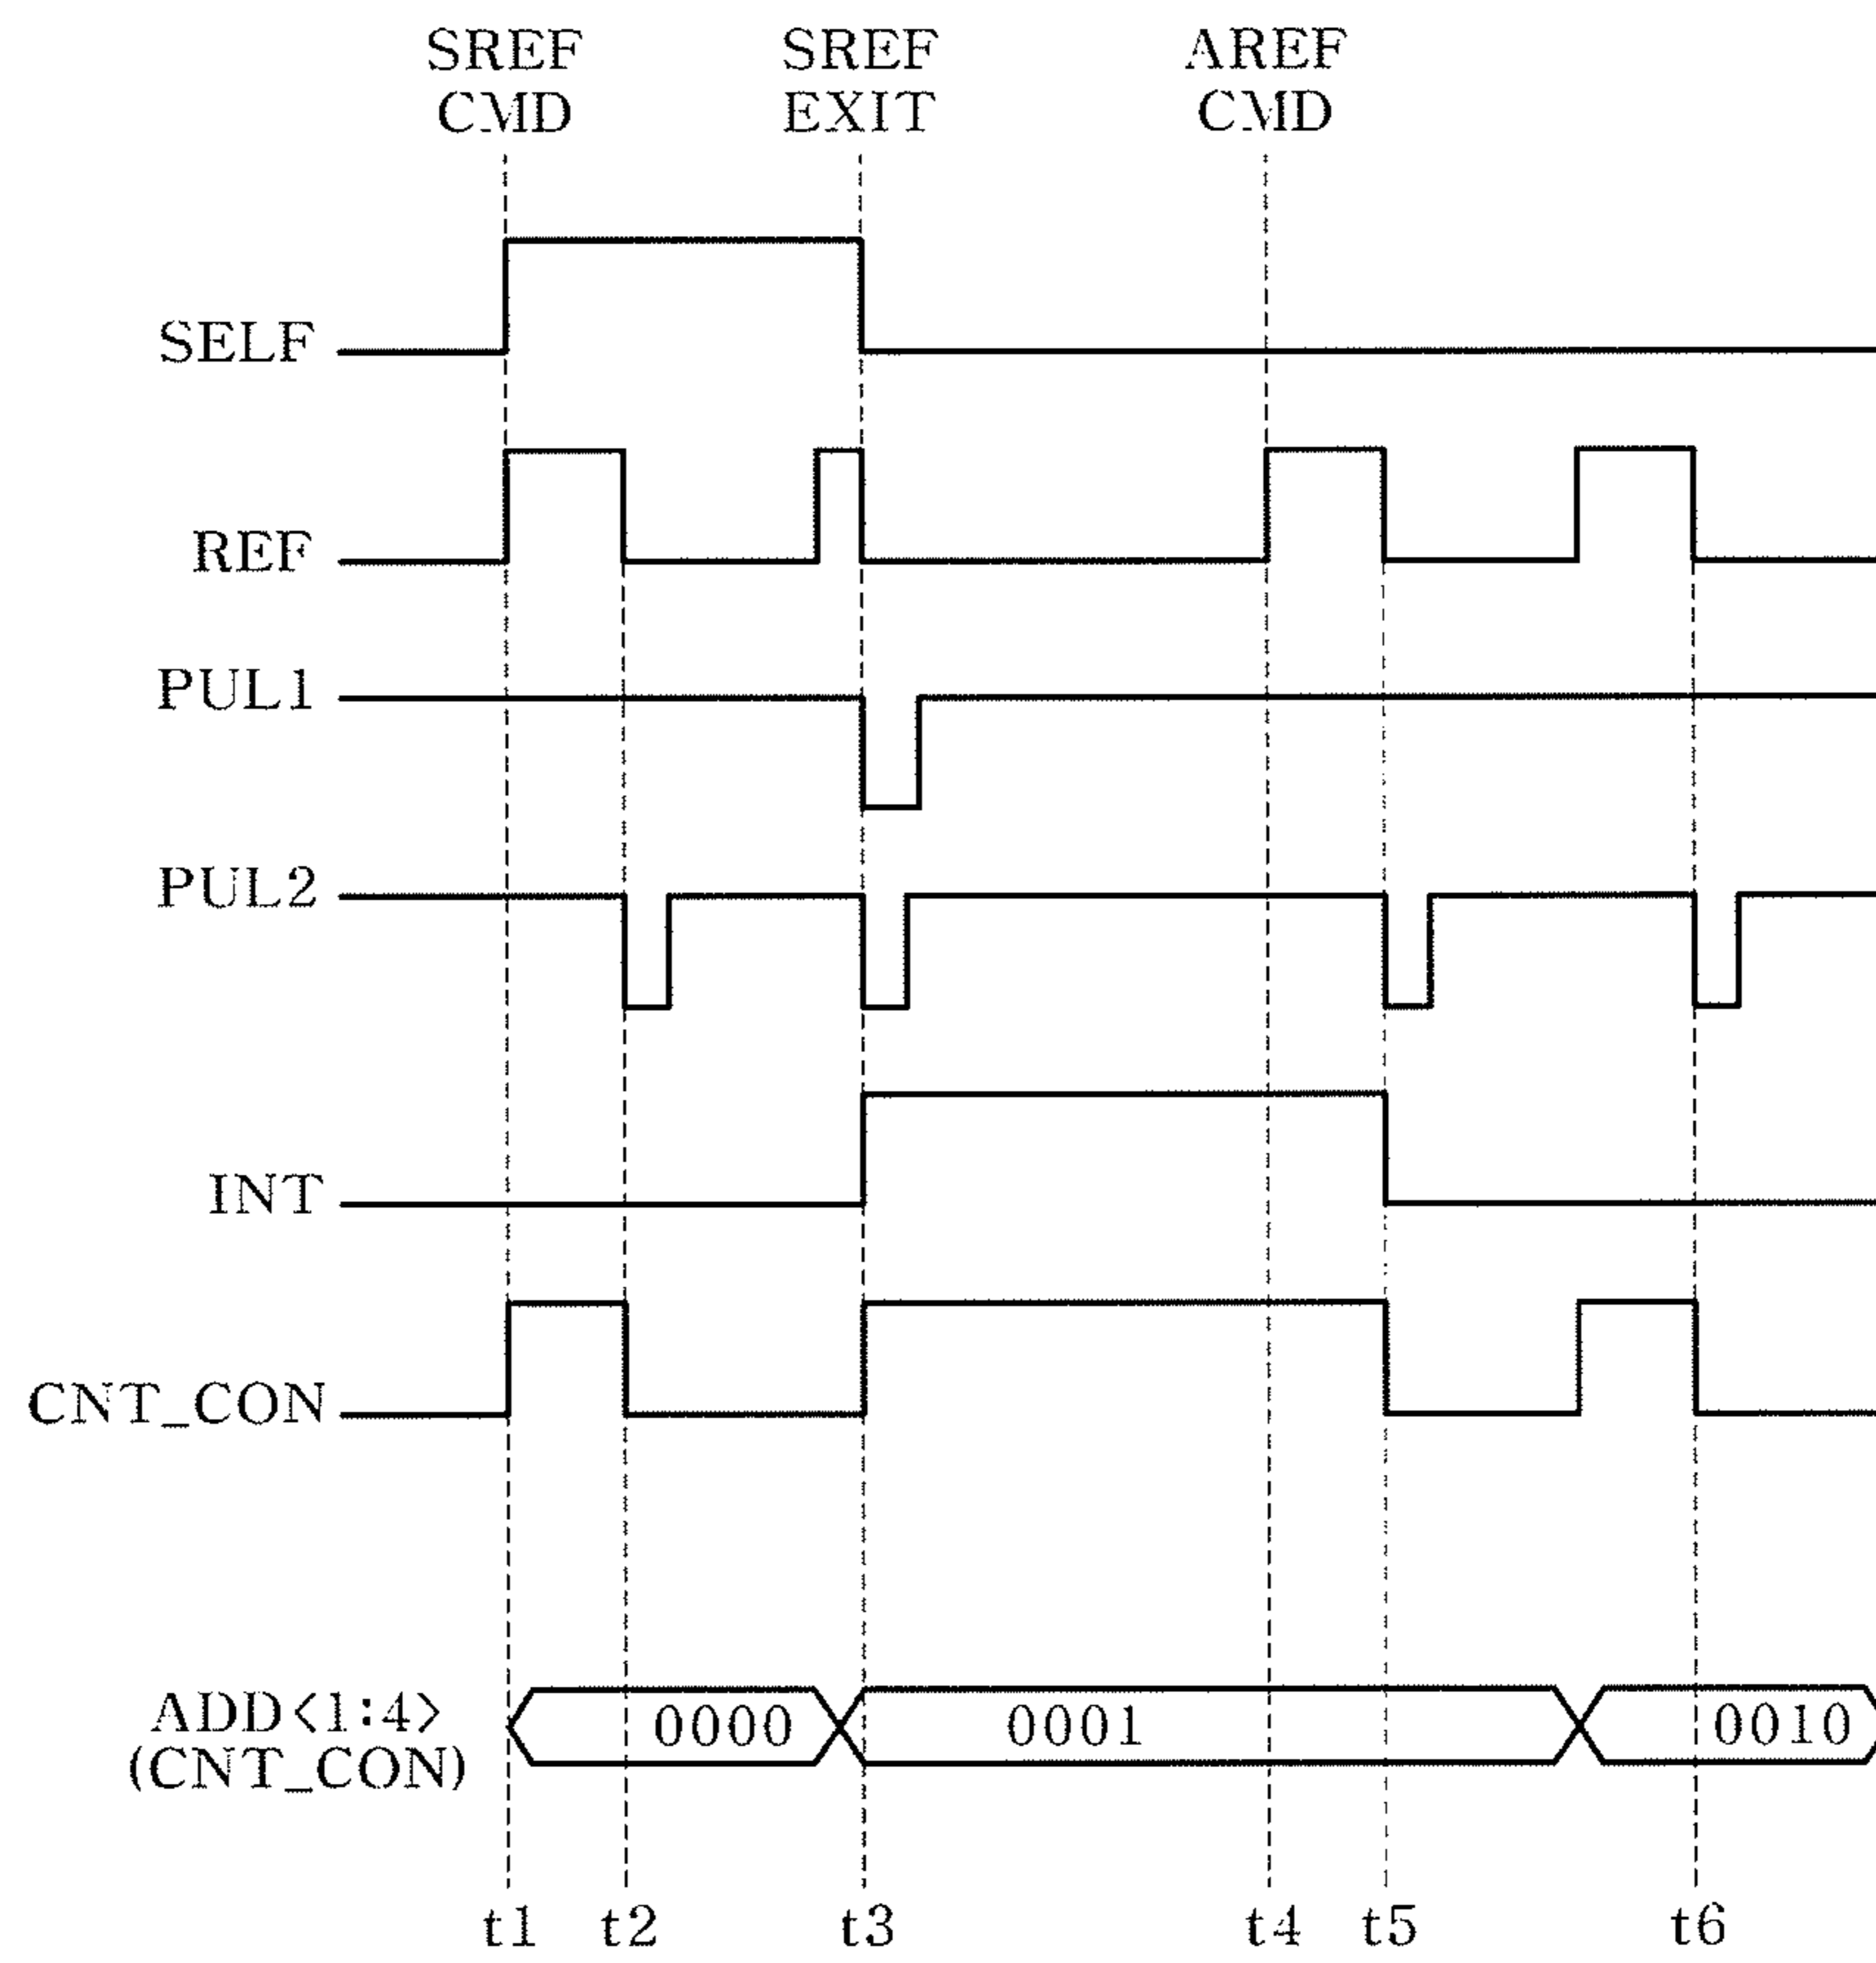 SREF CMD
SREF EXIT
AREF CMD
SELF
REF
PUL1
PUL2
INT
CNT_CON
ADD<1:4>
(CNT_CON)
0000
0001
0010
t1
t2
t3
t4
t5
t6